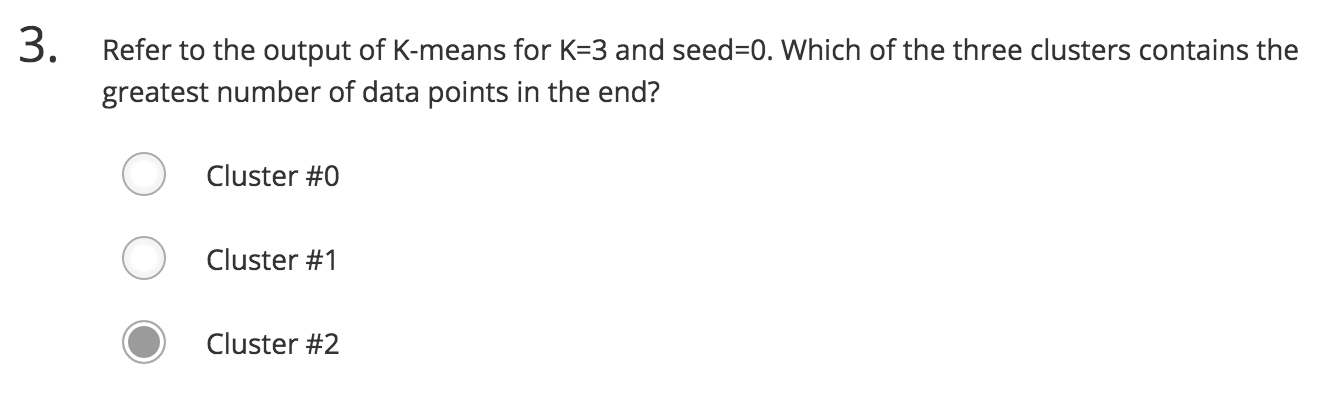 3.
Refer to the output of K-means for K=3 and seed=0. Which of the three clusters contains the
greatest number of data points in the end?
Cluster #0
Cluster #1
Cluster #2